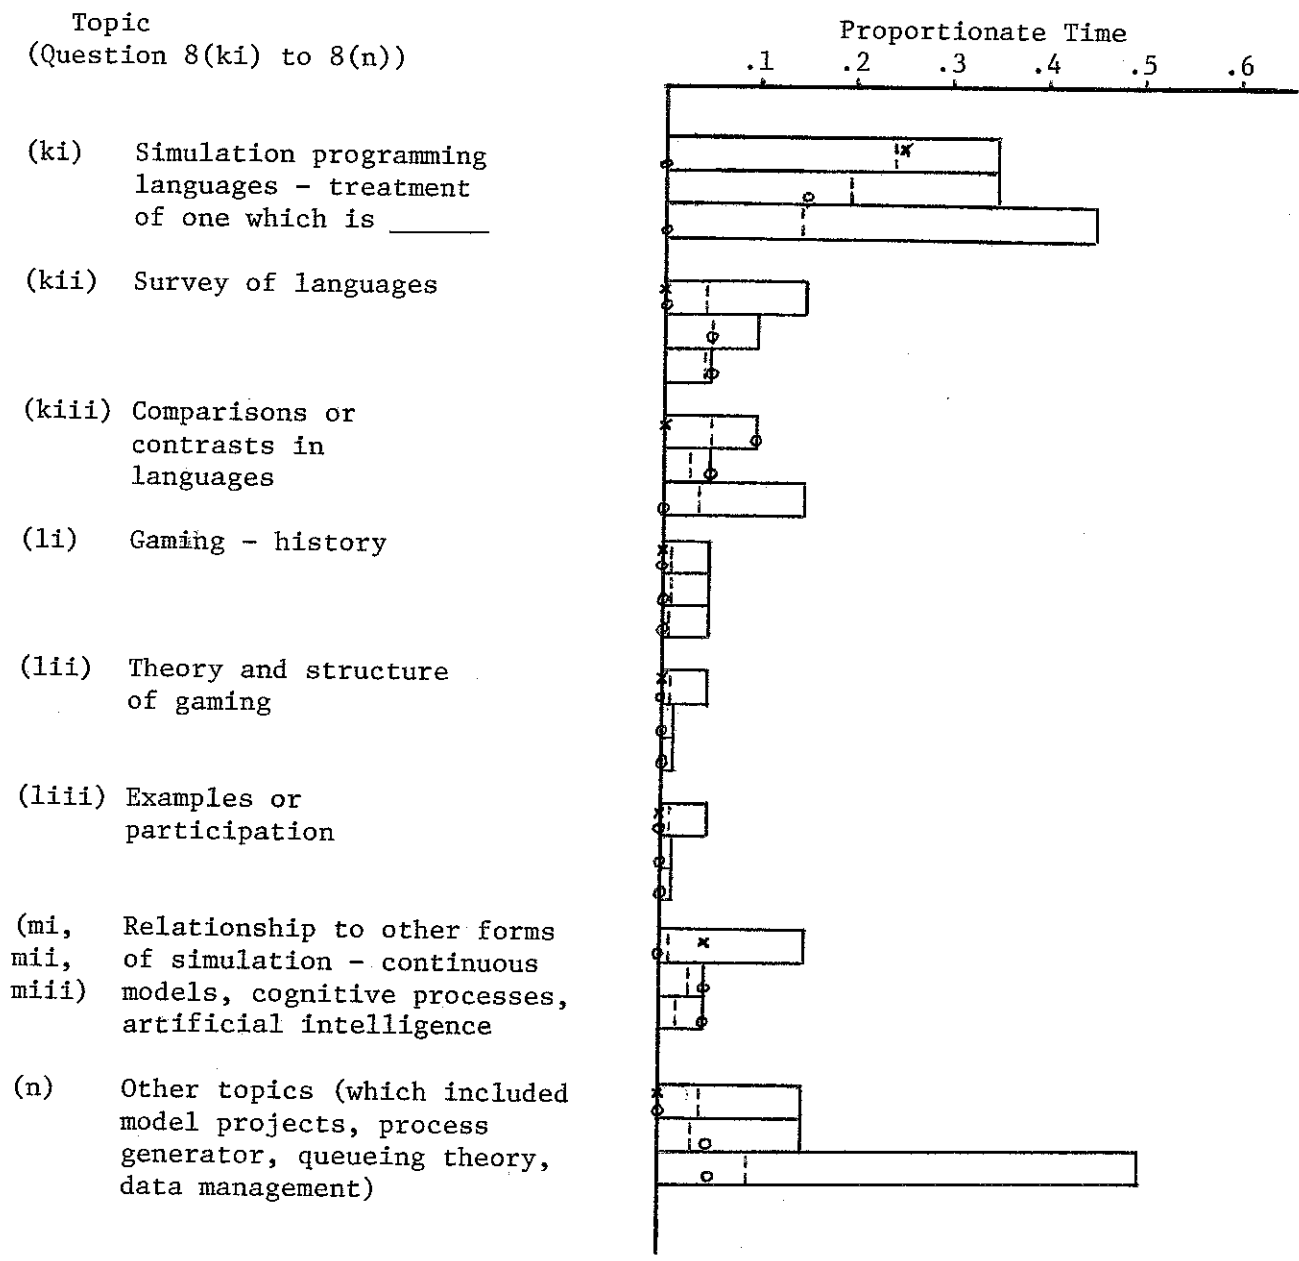 Topic
(Question 8(ki) to 8(n))
Proportionate Time
.1 .2 .3 .4 .5 .6
(ki) Simulation programming
languages - treatment
of one which is ______
(kii) Survey of languages
(kiii) Comparisons or
contrasts in
languages
(li) Gaming - history
(lii) Theory and structure
of gaming
(liii) Examples or
participation
(mi, Relationship to other forms
mii, of simulation - continuous
miii) models, cognitive processes,
artificial intelligence
(n) Other topics (which included
model projects, process
generator, queueing theory,
data management)